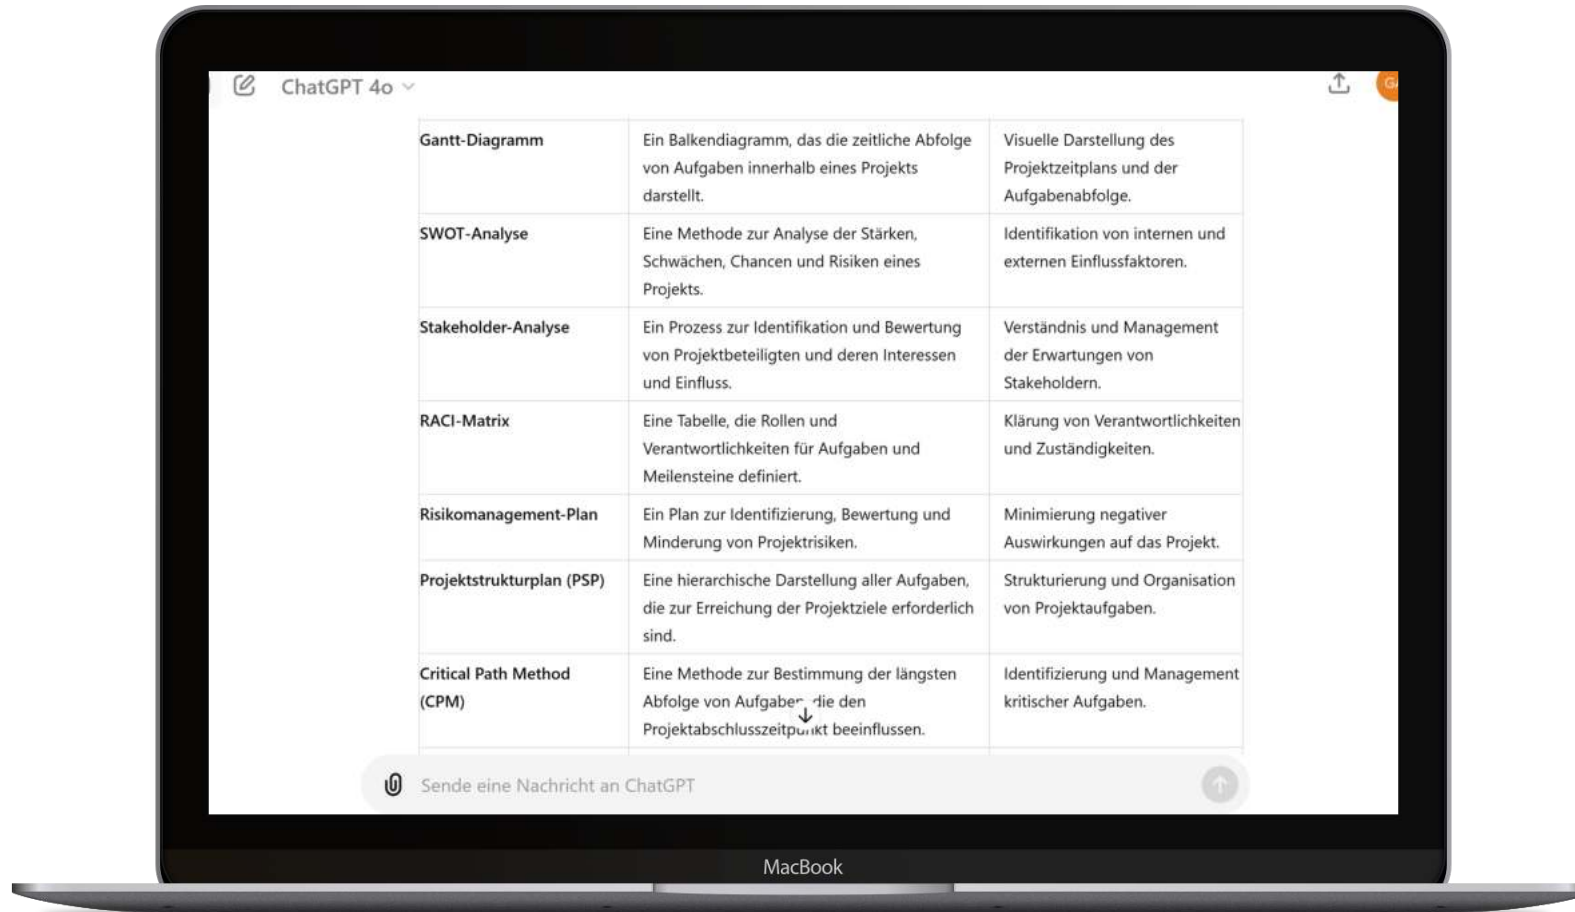 ChatGPT 4o
GA
Gantt-Diagramm
Ein Balkendiagramm, das die zeitliche Abfolge
von Aufgaben innerhalb eines Projekts
darstellt.
Visuelle Darstellung des
Projektzeitplans und der
Aufgabenabfolge.
SWOT-Analyse
Eine Methode zur Analyse der Stärken,
Schwächen, Chancen und Risiken eines
Projekts.
Identifikation von internen und
externen Einflussfaktoren.
Stakeholder-Analyse
Ein Prozess zur Identifikation und Bewertung
von Projektbeteiligten und deren Interessen
und Einfluss.
Verständnis und Management
der Erwartungen von
Stakeholdern.
RACI-Matrix
Eine Tabelle, die Rollen und
Verantwortlichkeiten für Aufgaben und
Meilensteine definiert.
Klärung von Verantwortlichkeiten
und Zuständigkeiten.
Risikomanagement-Plan
Ein Plan zur Identifizierung, Bewertung und
Minderung von Projektrisiken.
Minimierung negativer
Auswirkungen auf das Projekt.
Projektstrukturplan (PSP)
Eine hierarchische Darstellung aller Aufgaben,
die zur Erreichung der Projektziele erforderlich
sind.
Strukturierung und Organisation
von Projektaufgaben.
Critical Path Method
(CPM)
Eine Methode zur Bestimmung der längsten
Abfolge von Aufgaben, die den
Projektabschlusszeitpunkt beeinflussen.
Identifizierung und Management
kritischer Aufgaben.
Sende eine Nachricht an ChatGPT
MacBook